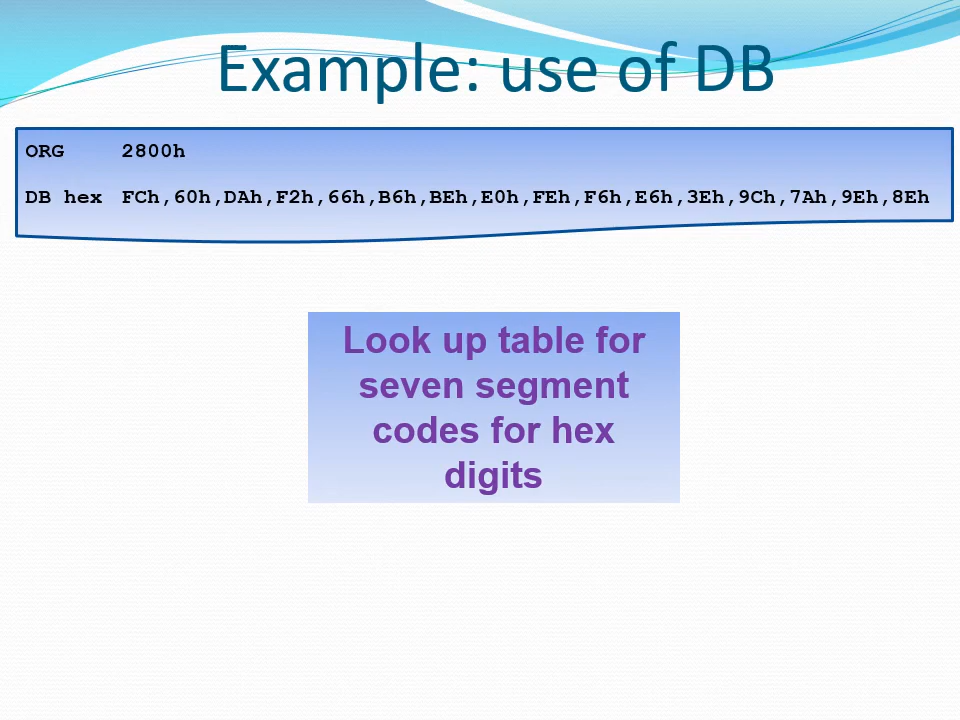 Example: use of DB
ORG 2800h
DB hex FCh,60h,DAh,F2h,66h,B6h,BEh,E0h,FEh,F6h,E6h,3Eh,9Ch,7Ah,9Eh,8Eh
Look up table for
seven segment
codes for hex
digits